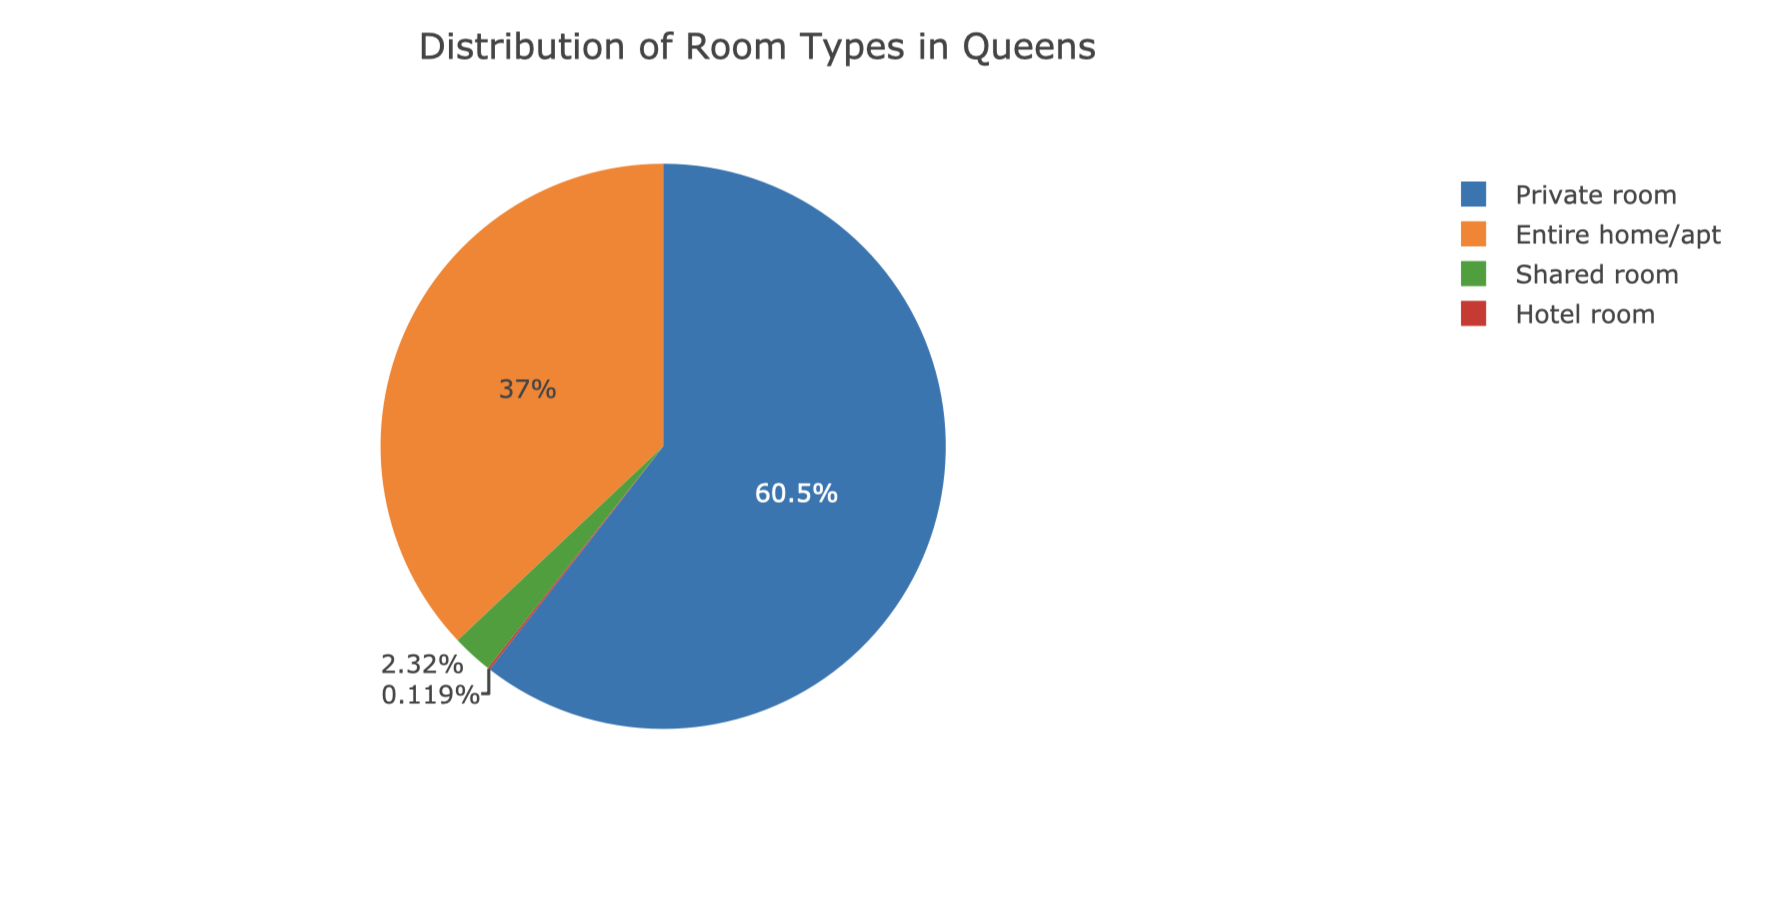 Distribution of Room Types in Queens
Private room
Entire home/apt
Shared room
Hotel room
37%
60.5%
2.32%
0.119%